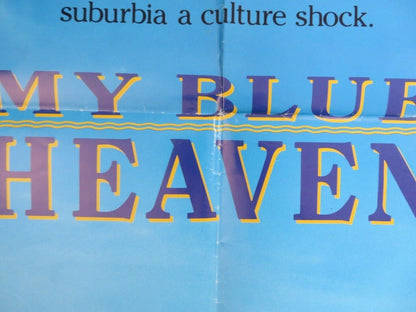 suburbia a culture shock.
MY BLUE
HEAVEN